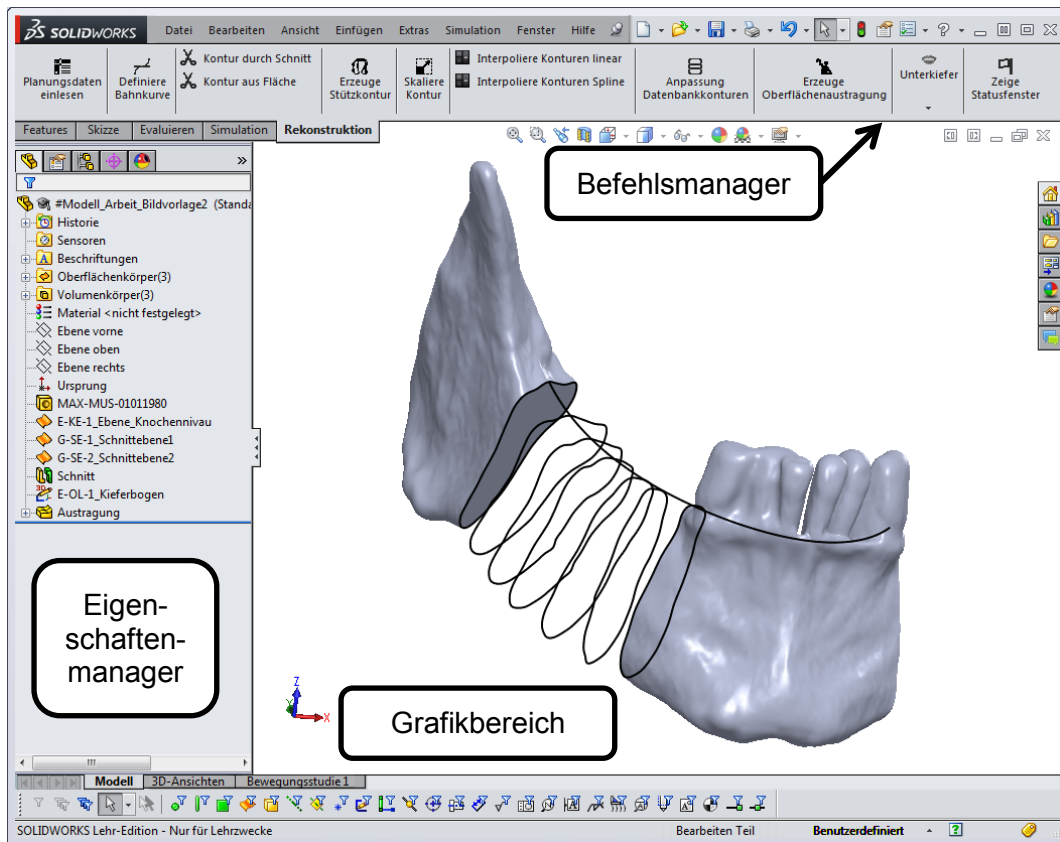 SOLIDWORKS Datei Bearbeiten Ansicht Einfügen Extras Simulation Fenster Hilfe
Planungsdaten einlesen
Definiere Bahnkurve
Kontur durch Schnitt
Kontur aus Fläche
Erzeuge Stützkontur
Skaliere Kontur
Interpoliere Konturen linear
Interpoliere Konturen Spline
Anpassung Datenbankkonturen
Erzeuge Oberflächenaustragung
Unterkiefer
Zeige Statusfenster
Features Skizze Evaluieren Simulation Rekonstruktion
Befehlsmanager
#Modell_Arbeit_Bildvorlage2 (Standa
Historie
Sensoren
Beschriftungen
Oberflächenkörper(3)
Volumenkörper(3)
Material <nicht festgelegt>
Ebene vorne
Ebene oben
Ebene rechts
Ursprung
MAX-MUS-01011980
E-KE-1_Ebene_Knochennivau
G-SE-1_Schnittebene1
G-SE-2_Schnittebene2
Schnitt
E-OL-1_Kieferbogen
Austragung
Eigen-
schaften-
manager
Z
Y
X
Grafikbereich
Modell 3D-Ansichten Bewegungsstudie 1
SOLIDWORKS Lehr-Edition - Nur für Lehrzwecke Bearbeiten Teil Benutzerdefiniert